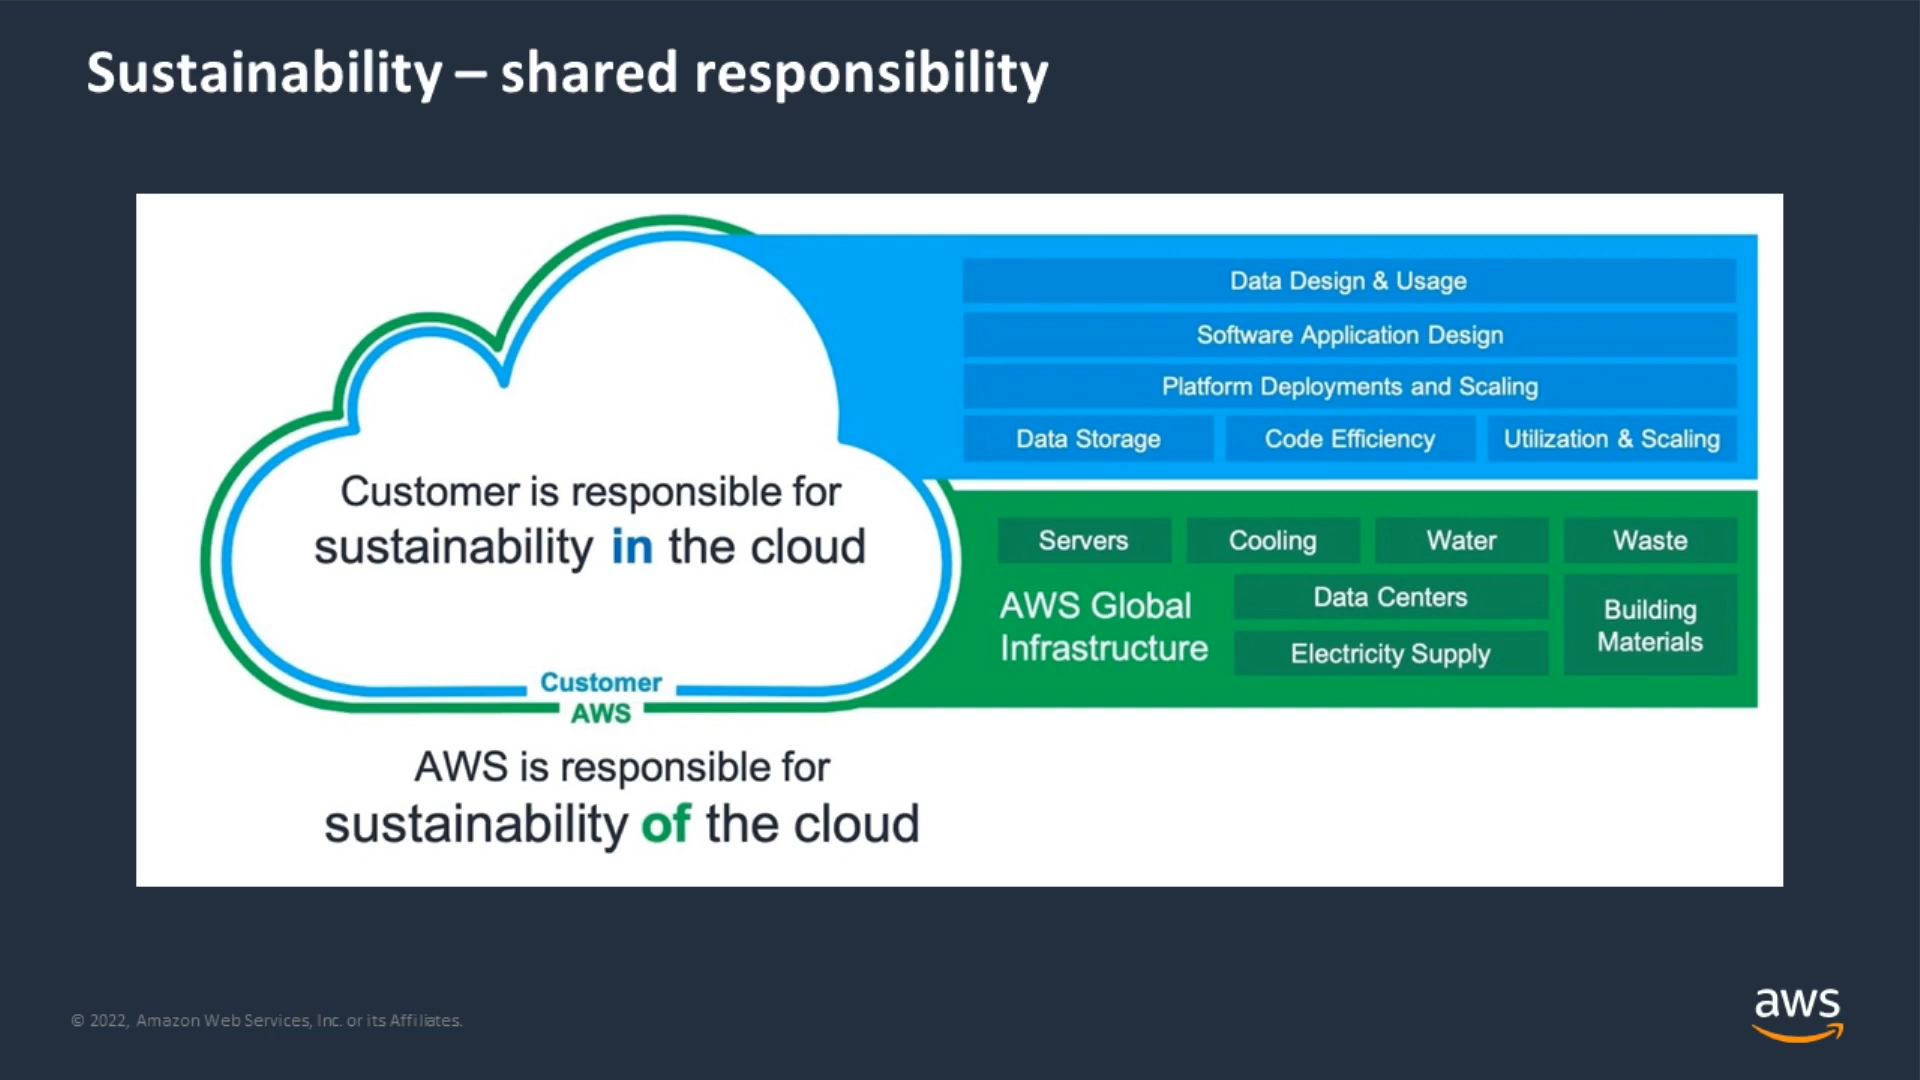 Sustainability – shared responsibility
Data Design & Usage
Software Application Design
Platform Deployments and Scaling
Data Storage
Code Efficiency
Utilization & Scaling
Customer is responsible for
sustainability in the cloud
Servers
Cooling
Water
Waste
AWS Global
Infrastructure
Data Centers
Electricity Supply
Building
Materials
Customer
AWS
AWS is responsible for
sustainability of the cloud
© 2022, Amazon Web Services, Inc. or its Affiliates.
aws